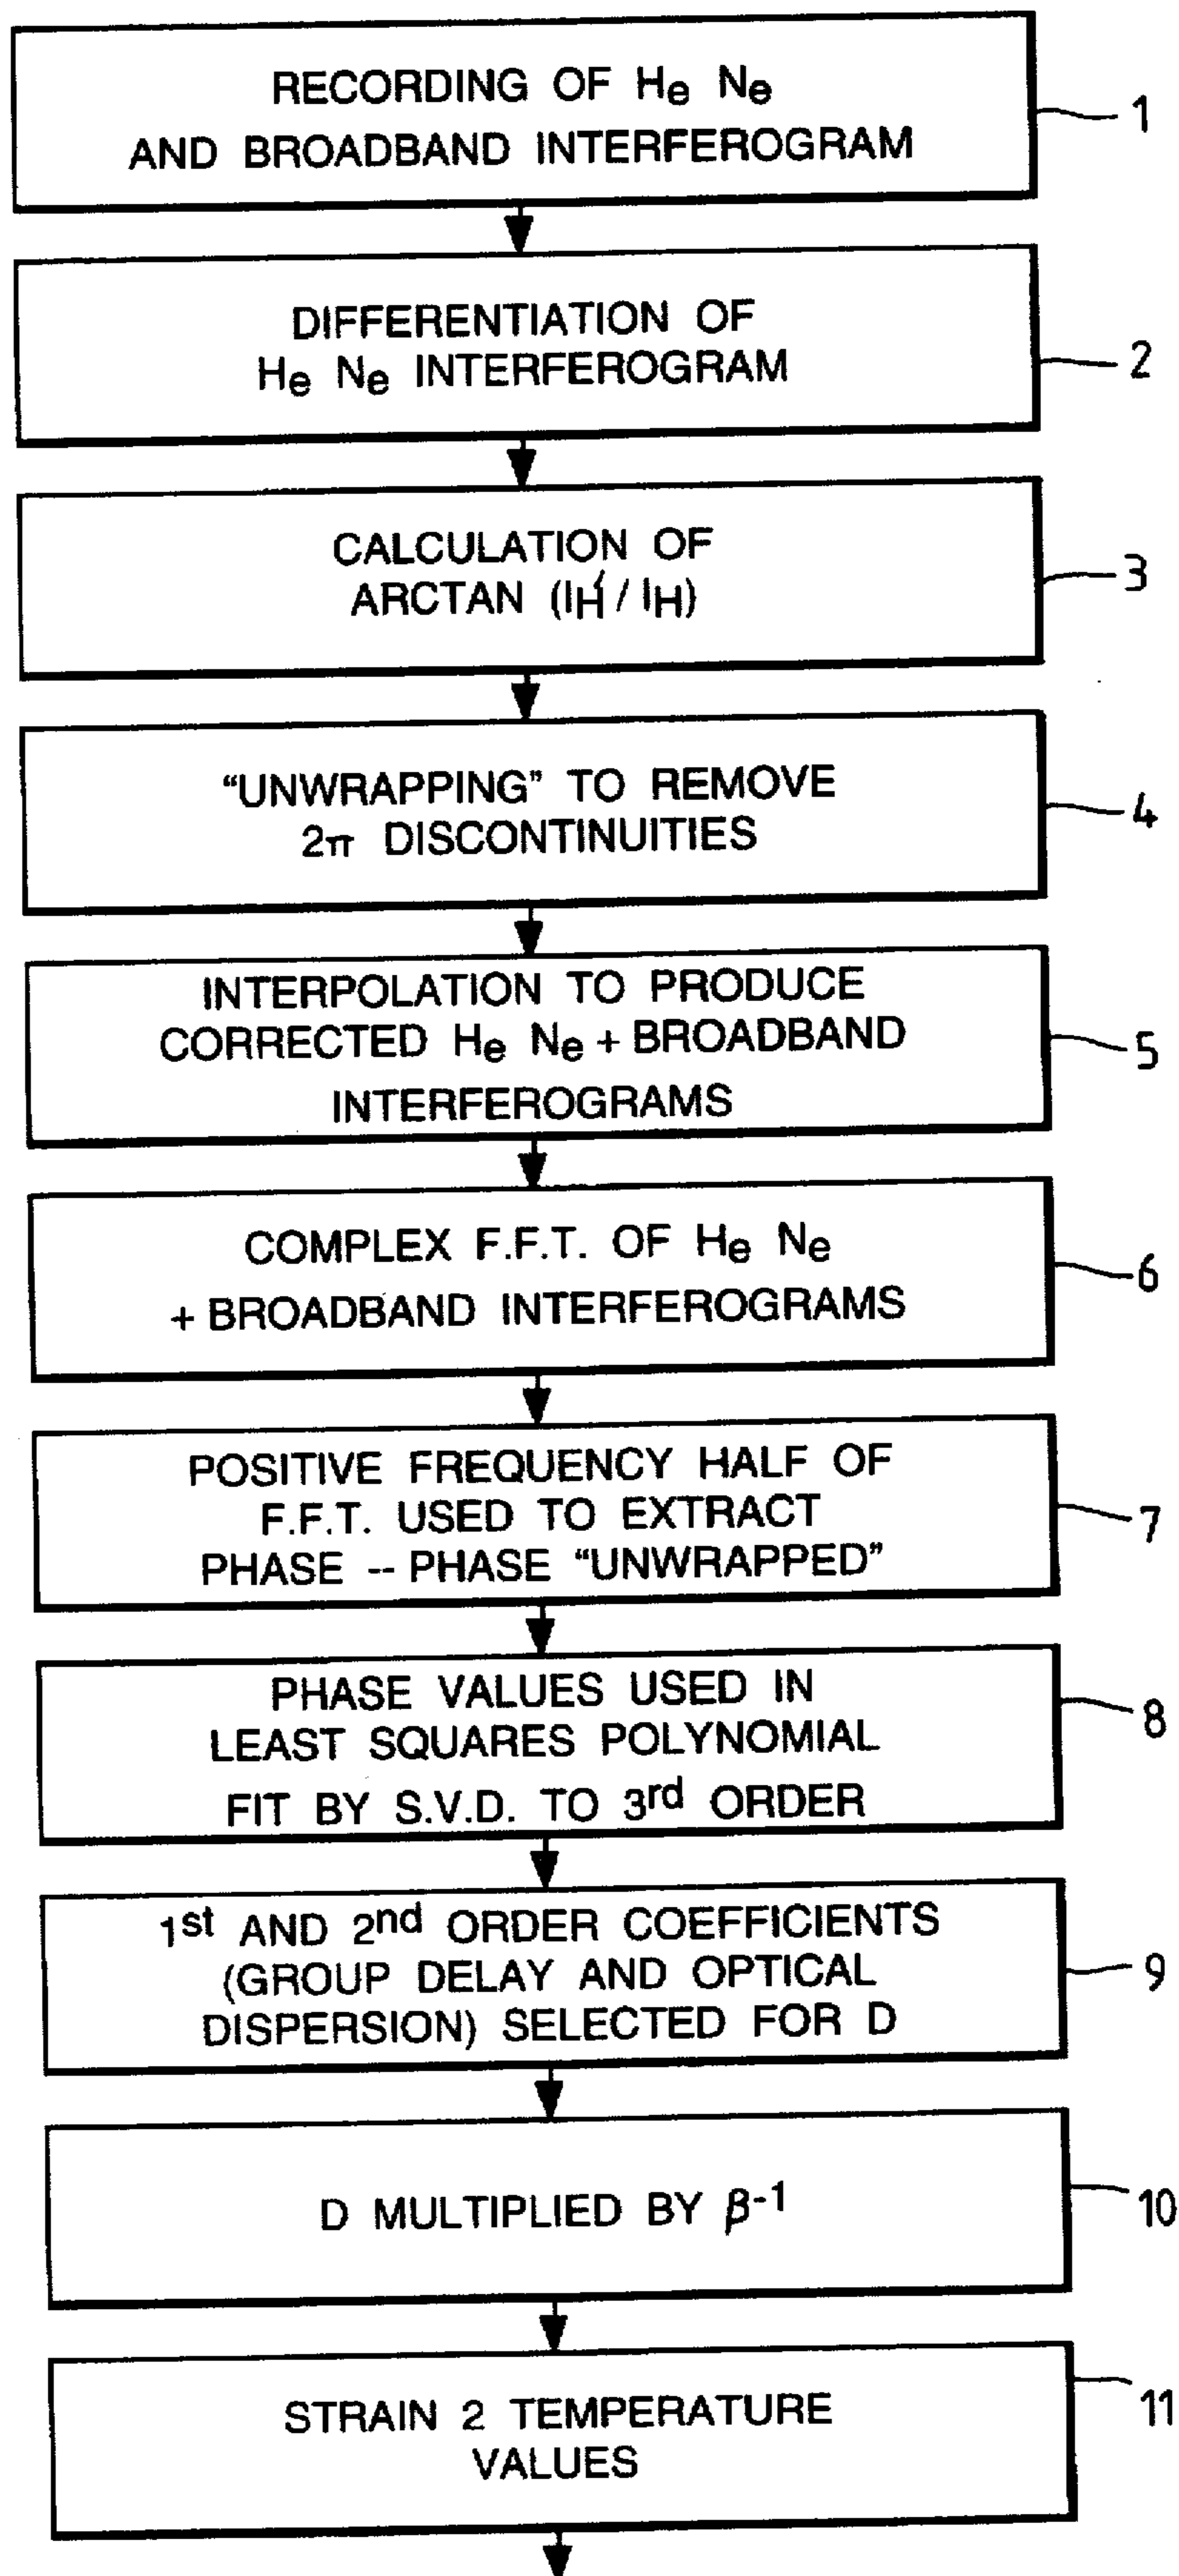 RECORDING OF He Ne
AND BROADBAND INTERFEROGRAM
1
DIFFERENTIATION OF
He Ne INTERFEROGRAM
2
CALCULATION OF
ARCTAN (IH′/ IH)
3
“UNWRAPPING” TO REMOVE
2π DISCONTINUITIES
4
INTERPOLATION TO PRODUCE
CORRECTED He Ne + BROADBAND
INTERFEROGRAMS
5
COMPLEX F.F.T. OF He Ne
+ BROADBAND INTERFEROGRAMS
6
POSITIVE FREQUENCY HALF OF
F.F.T. USED TO EXTRACT
PHASE -- PHASE “UNWRAPPED”
7
PHASE VALUES USED IN
LEAST SQUARES POLYNOMIAL
FIT BY S.V.D. TO 3rd ORDER
8
1st AND 2nd ORDER COEFFICIENTS
(GROUP DELAY AND OPTICAL
DISPERSION) SELECTED FOR D
9
D MULTIPLIED BY β-1
10
STRAIN 2 TEMPERATURE
VALUES
11